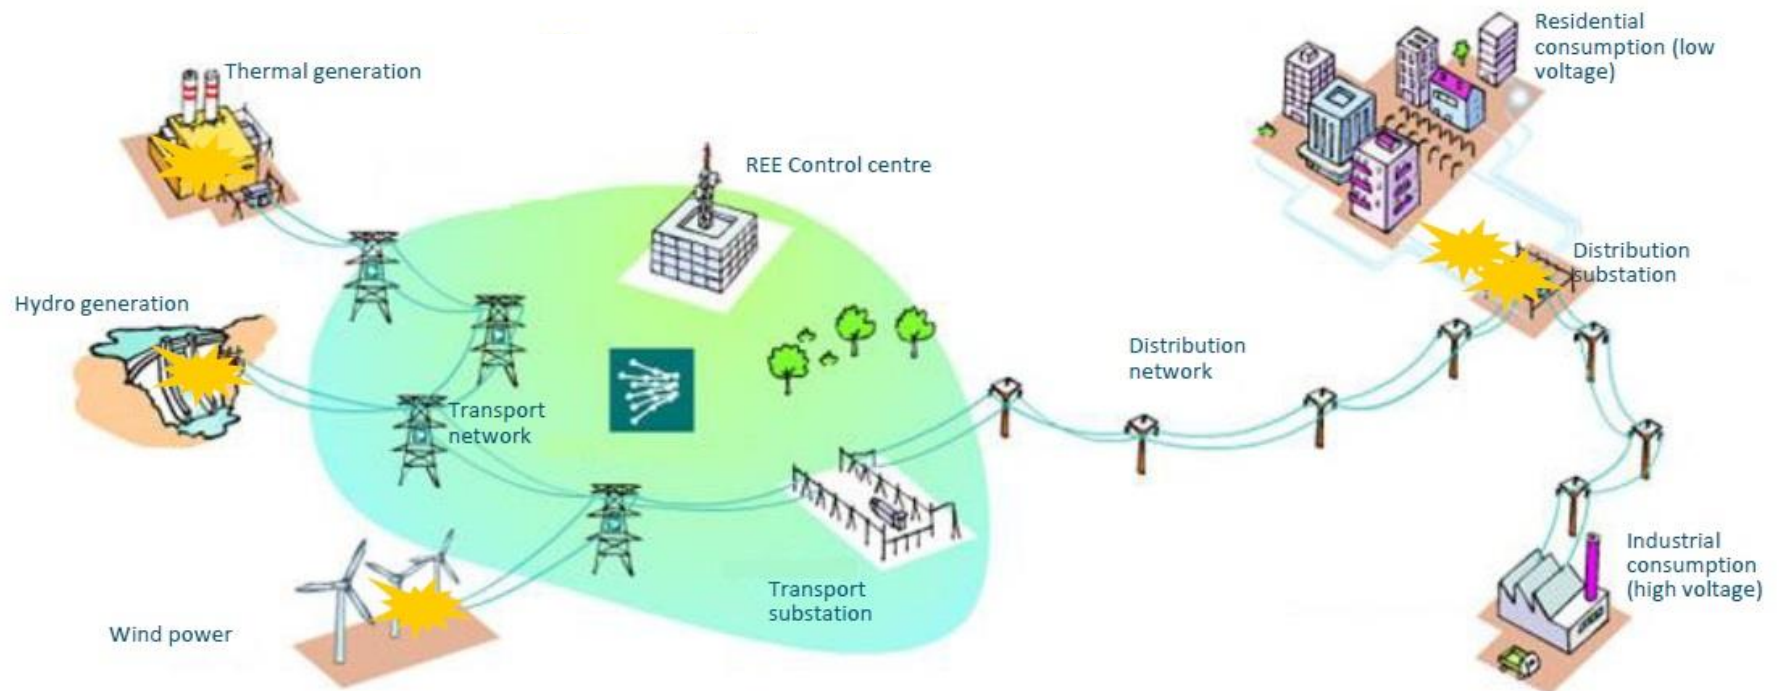 Thermal generation
Hydro generation
Wind power
Transport
network
REE Control centre
Transport
substation
Distribution
network
Residential
consumption (low
voltage)
Distribution
substation
Industrial
consumption
(high voltage)